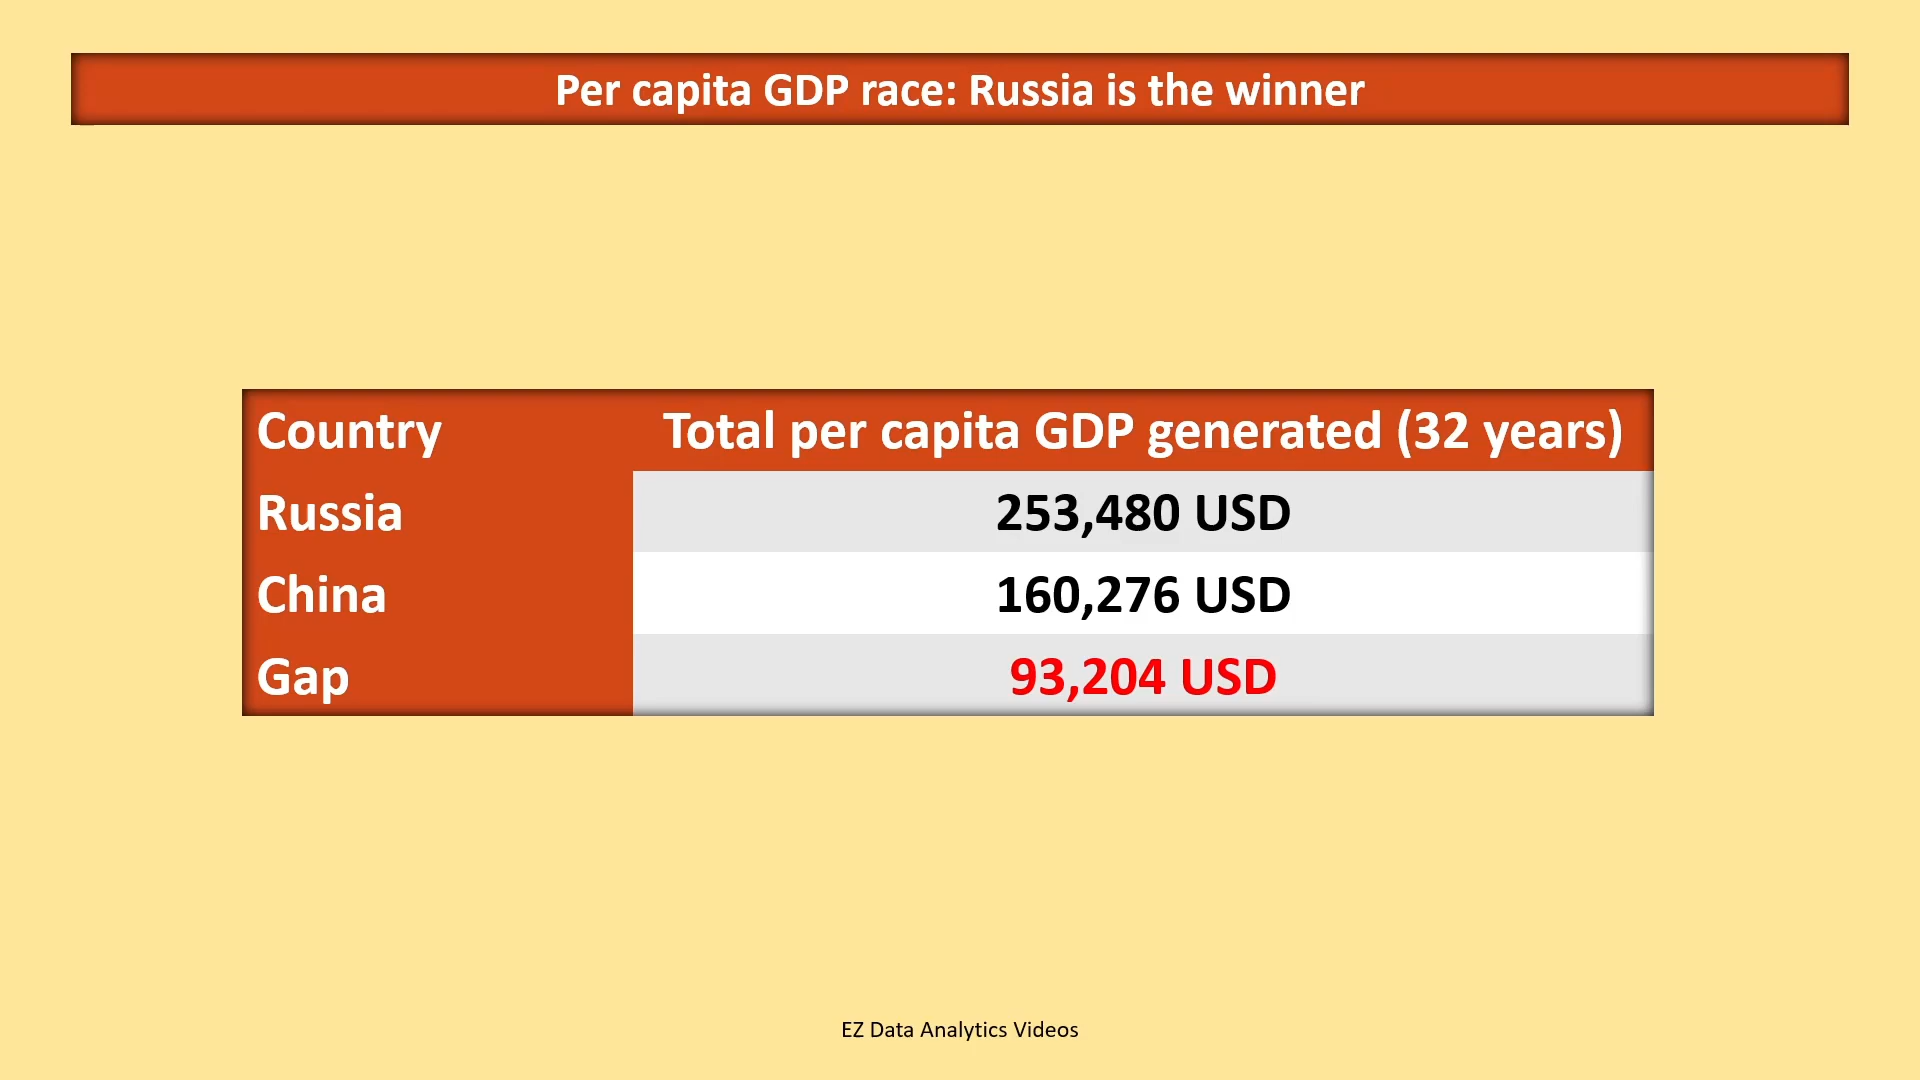 Per capita GDP race: Russia is the winner
Country Total per capita GDP generated (32 years)
Russia 253,480 USD
China 160,276 USD
Gap 93,204 USD
EZ Data Analytics Videos